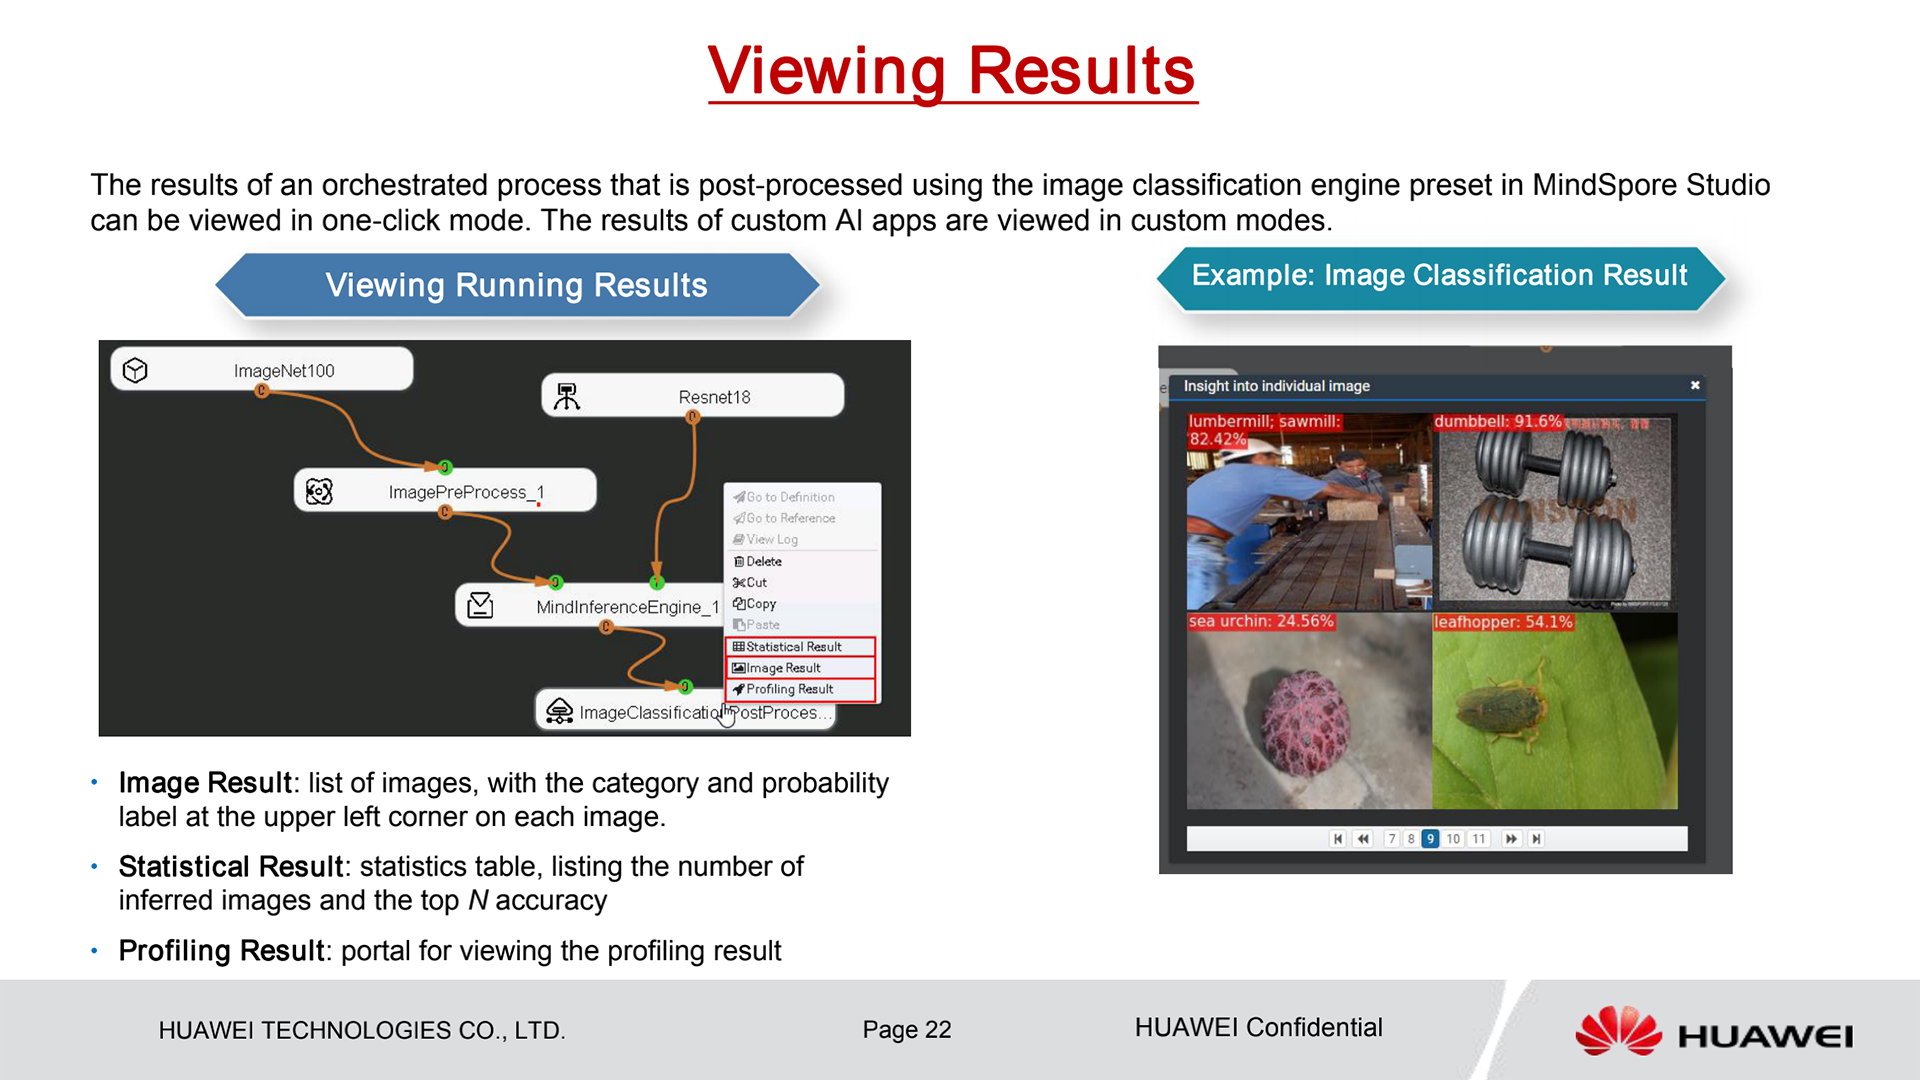 Viewing Results
The results of an orchestrated process that is post-processed using the image classification engine preset in MindSpore Studio
can be viewed in one-click mode. The results of custom AI apps are viewed in custom modes.
Viewing Running Results
Example: Image Classification Result
ImageNet100
Resnet18
ImagePreProcess_1
MindInferenceEngine_1
ImageClassificationPostProces...
Go to Definition
Go to Reference
View Log
Delete
Cut
Copy
Paste
Statistical Result
Image Result
Profiling Result
Insight into individual image
lumbermill; sawmill:
82.42%
dumbbell: 91.6%
sea urchin: 24.56%
leafhopper: 54.1%
7 8 9 10 11
• Image Result: list of images, with the category and probability
label at the upper left corner on each image.
• Statistical Result: statistics table, listing the number of
inferred images and the top N accuracy
• Profiling Result: portal for viewing the profiling result
HUAWEI TECHNOLOGIES CO., LTD.
Page 22
HUAWEI Confidential
HUAWEI